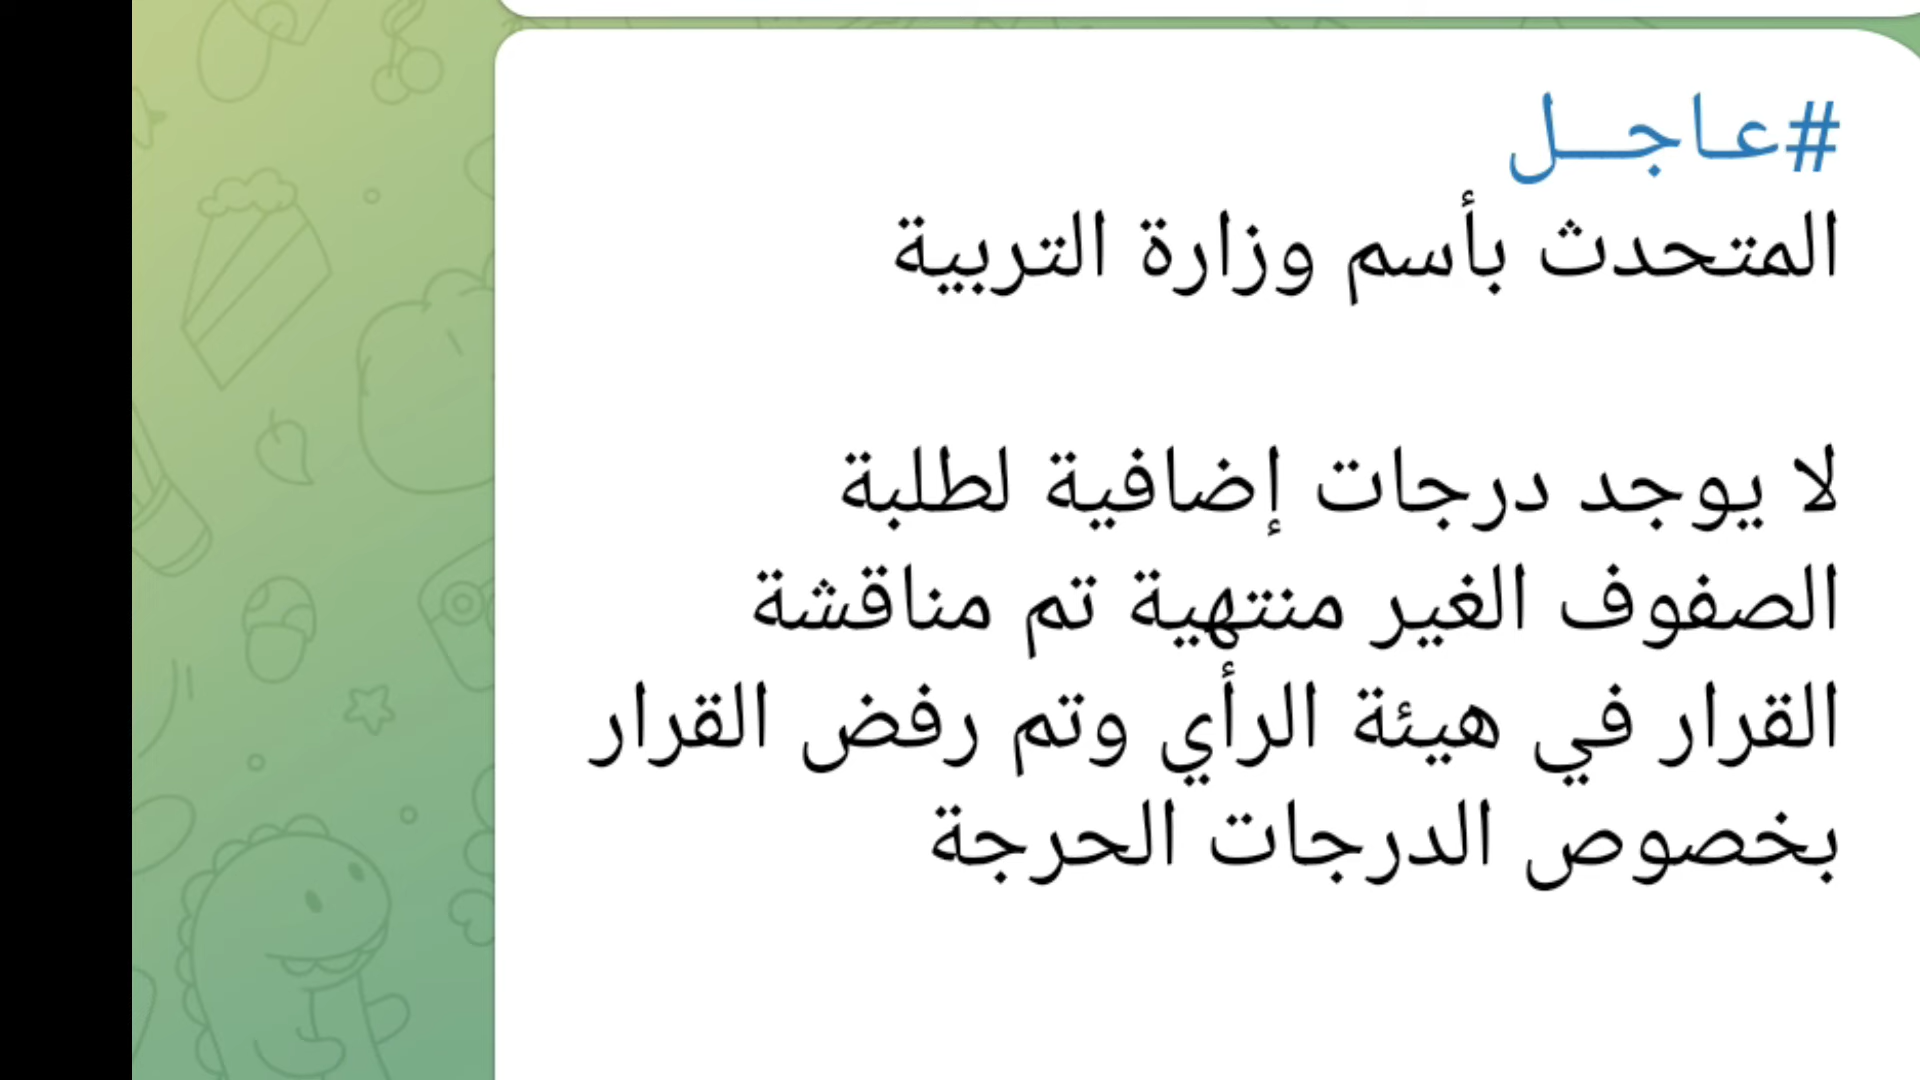 #عـاجـــل
المتحدث بأسم وزارة التربية
لا يوجد درجات إضافية لطلبة
الصفوف الغير منتهية تم مناقشة
القرار في هيئة الرأي وتم رفض القرار
بخصوص الدرجات الحرجة